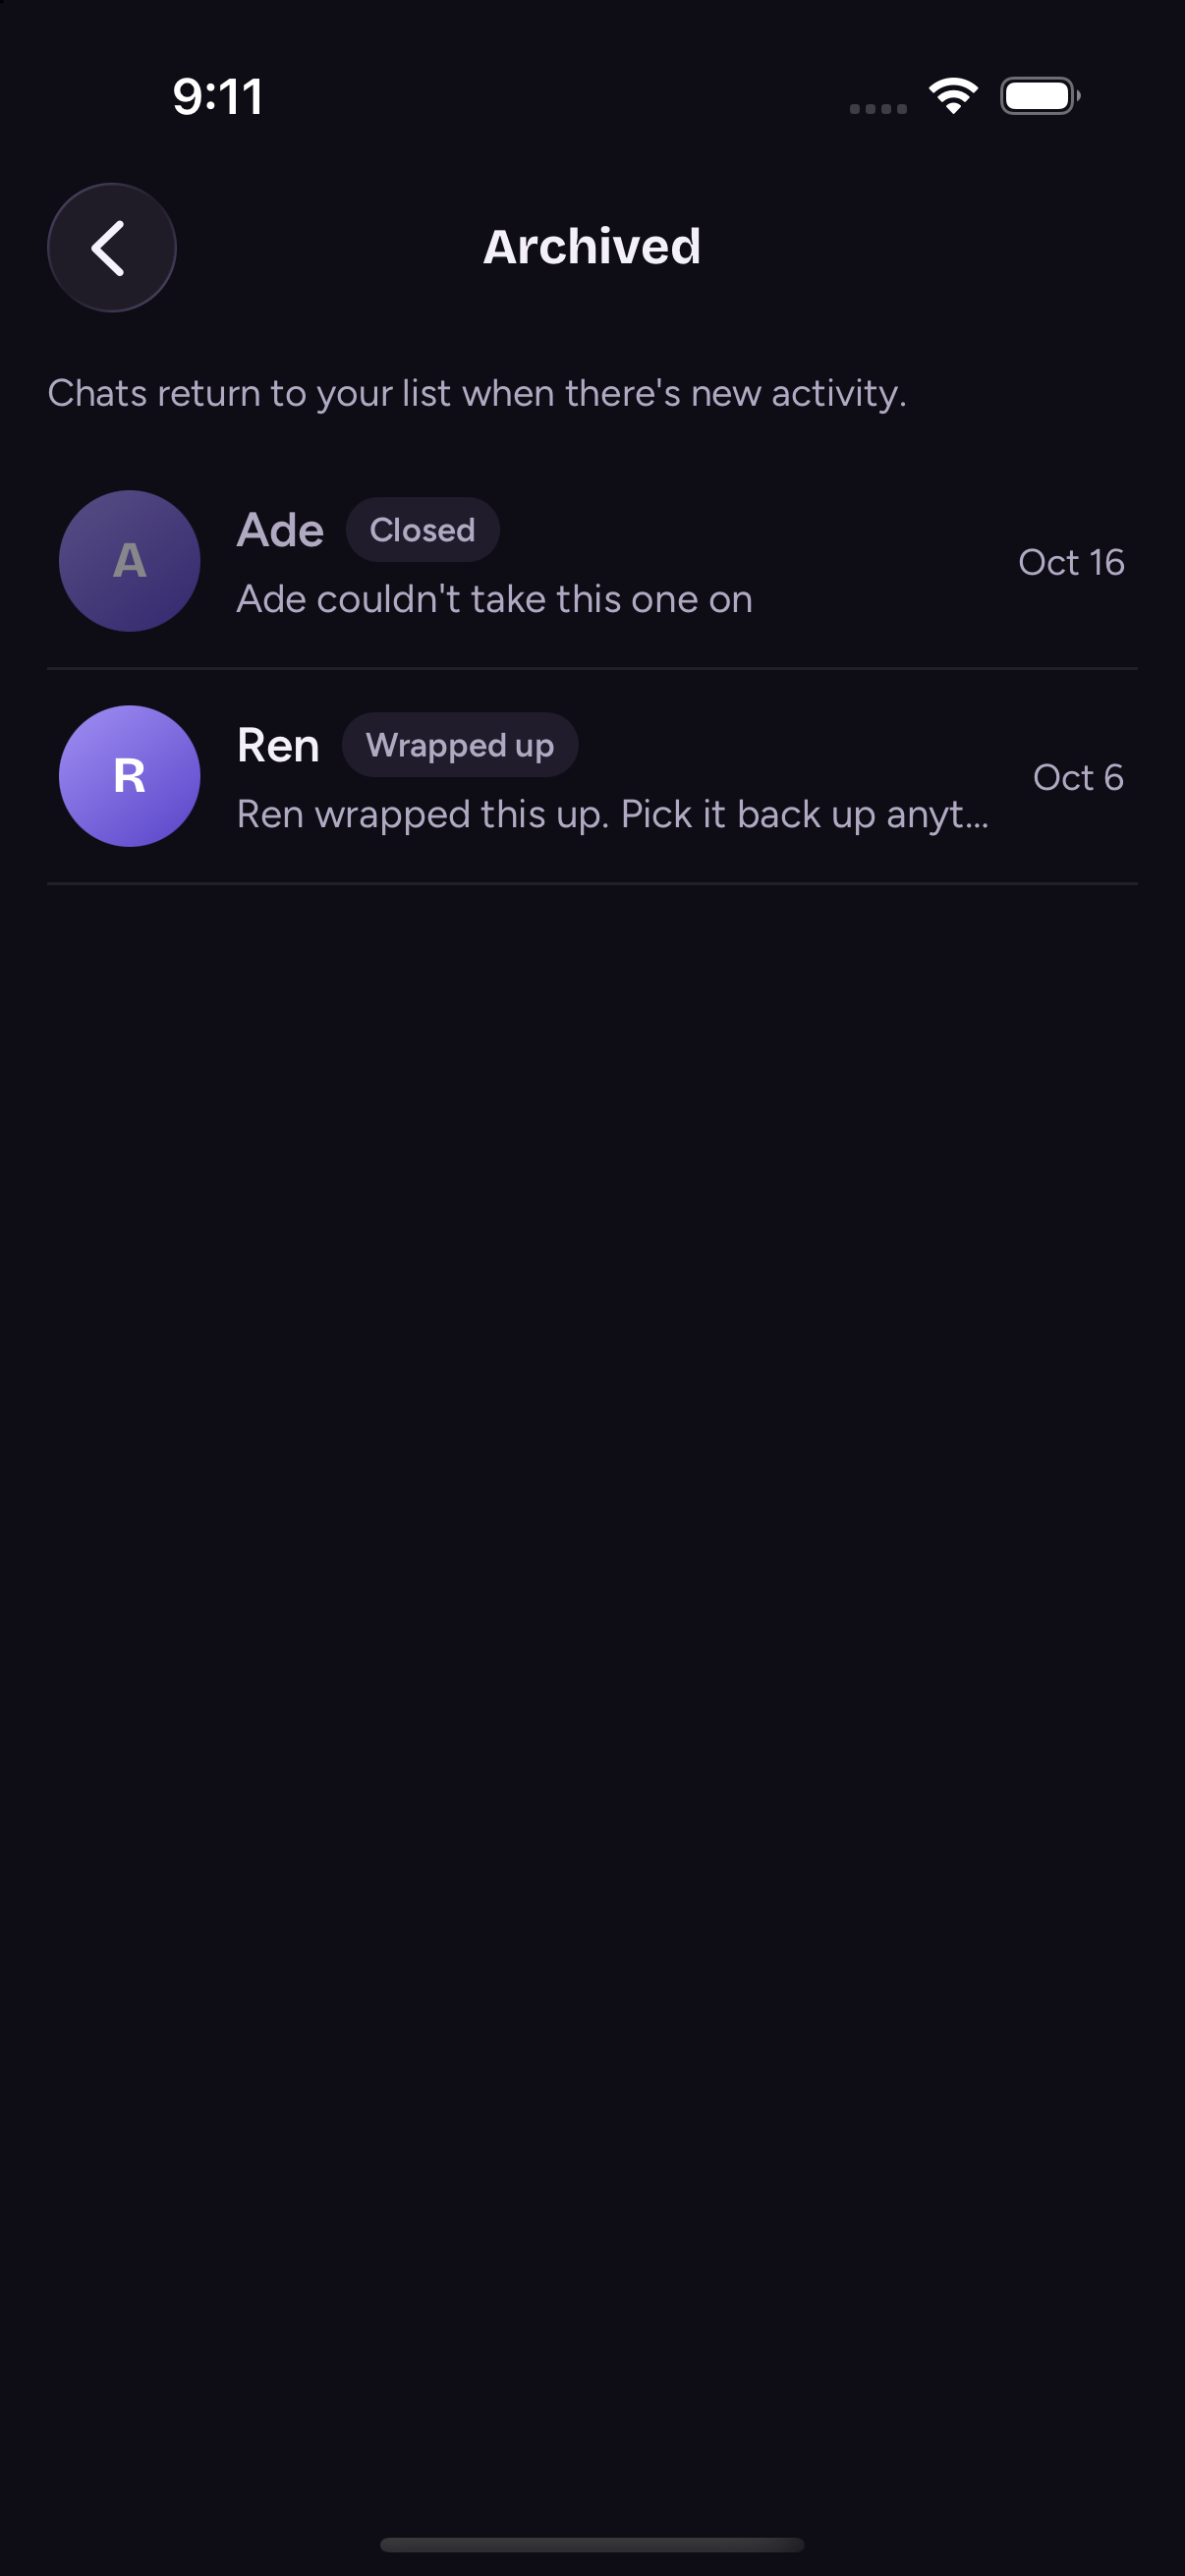 9:11
Archived
Chats return to your list when there's new activity.
A
Ade Closed
Ade couldn't take this one on
Oct 16
R
Ren Wrapped up
Ren wrapped this up. Pick it back up anyt...
Oct 6